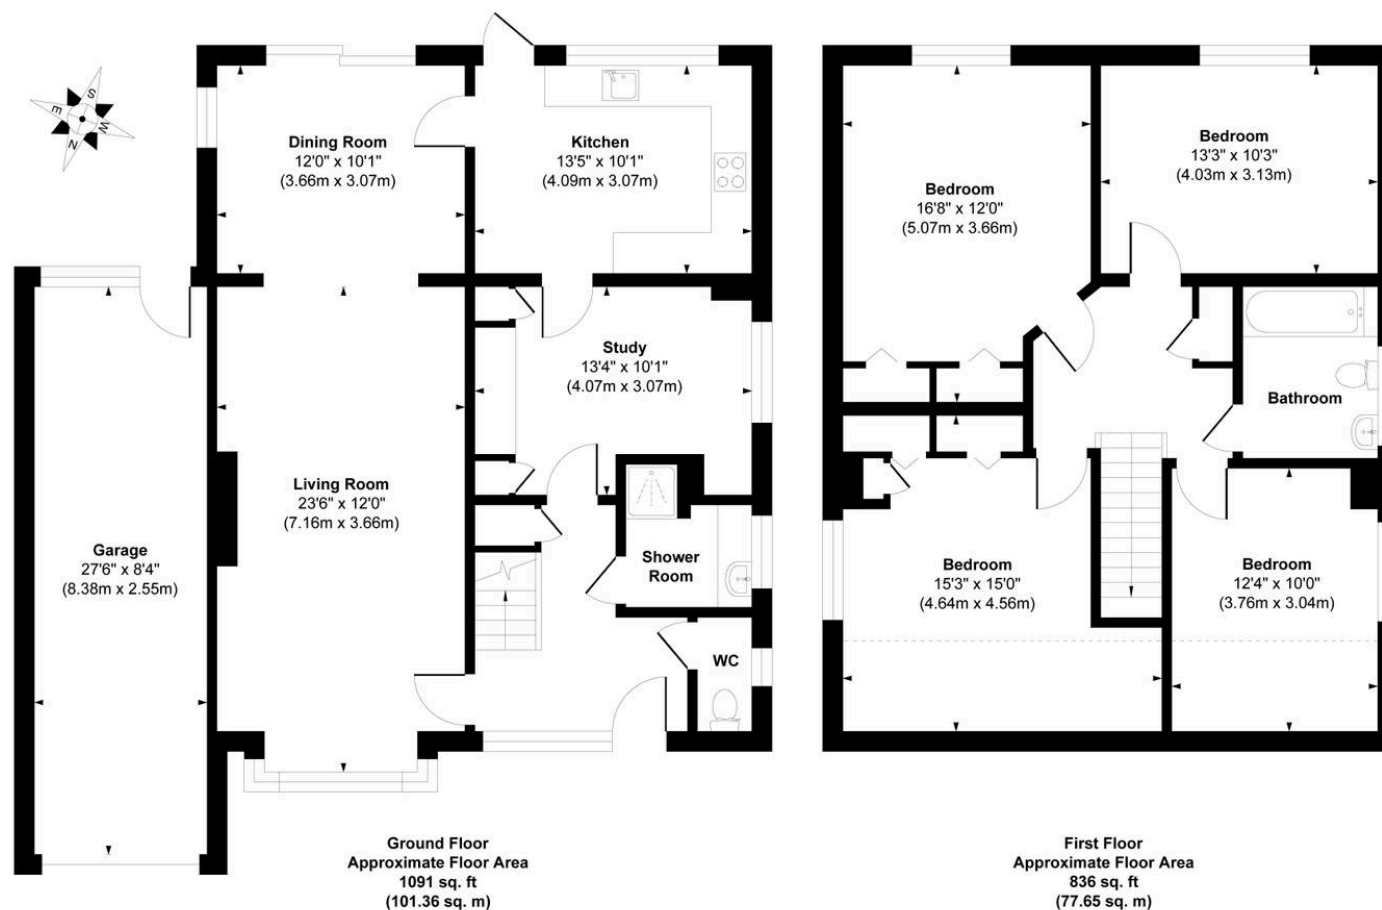 S
E
W
N
Dining Room
12'0" x 10'1"
(3.66m x 3.07m)
Kitchen
13'5" x 10'1"
(4.09m x 3.07m)
Study
13'4" x 10'1"
(4.07m x 3.07m)
Living Room
23'6" x 12'0"
(7.16m x 3.66m)
Garage
27'6" x 8'4"
(8.38m x 2.55m)
Shower
Room
WC
Ground Floor
Approximate Floor Area
1091 sq. ft
(101.36 sq. m)
Bedroom
16'8" x 12'0"
(5.07m x 3.66m)
Bedroom
13'3" x 10'3"
(4.03m x 3.13m)
Bathroom
Bedroom
15'3" x 15'0"
(4.64m x 4.56m)
Bedroom
12'4" x 10'0"
(3.76m x 3.04m)
First Floor
Approximate Floor Area
836 sq. ft
(77.65 sq. m)